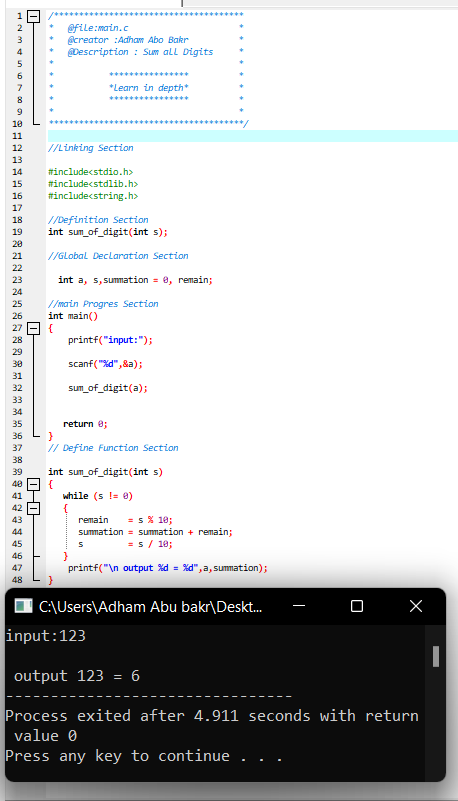 1 /**************************************
2 *   @file:main.c   *
3 *   @creator :Adham Abo Bakr   *
4 *   @Description : Sum all Digits   *
5 *   *
6 *   ****************   *
7 *   *Learn in depth*   *
8 *   ****************   *
9 *   *
10 ***************************************/
11
12 //Linking Section
13
14 #include<stdio.h>
15 #include<stdlib.h>
16 #include<string.h>
17
18 //Definition Section
19 int sum_of_digit(int s);
20
21 //Global Declaration Section
22
23 int a, s,summation = 0, remain;
24
25 //main Progres Section
26 int main()
27 {
28 printf("input:");
29
30 scanf("%d",&a);
31
32 sum_of_digit(a);
33
34
35 return 0;
36 }
37 // Define Function Section
38
39 int sum_of_digit(int s)
40 {
41 while (s != 0)
42 {
43 remain = s % 10;
44 summation = summation + remain;
45 s = s / 10;
46 }
47 printf("\n output %d = %d",a,summation);
48 }
C:\Users\Adham Abu bakr\Deskt...
input:123
output 123 = 6
--------------------------------
Process exited after 4.911 seconds with return
value 0
Press any key to continue . . .